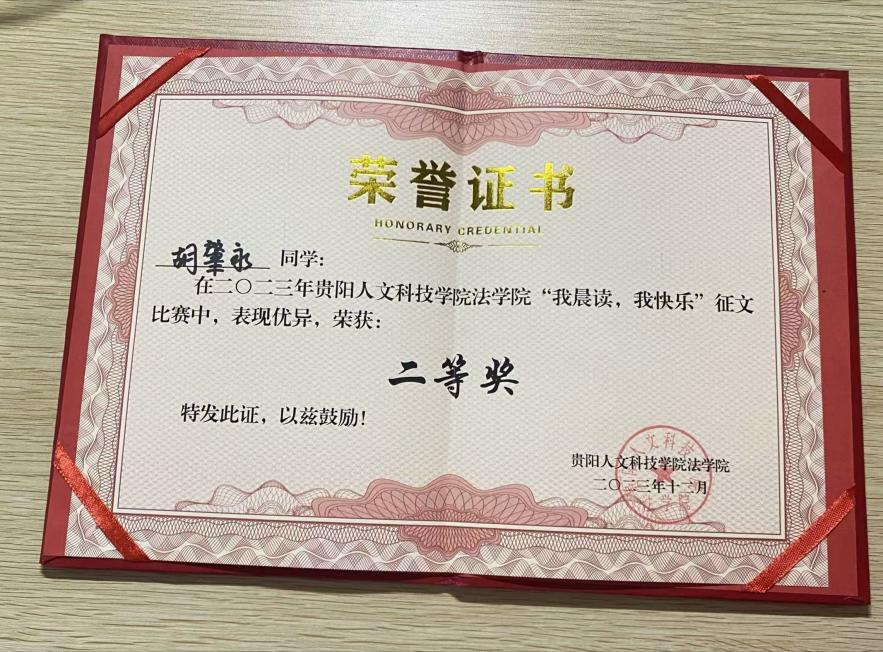 荣誉证书
HONORARY CREDENTIAL
胡肇永 同学:
在二〇二三年贵阳人文科技学院法学院“我晨读,我快乐”征文
比赛中,表现优异,荣获:
二等奖
特发此证,以兹鼓励!
贵阳人文科技学院法学院
二〇二三年十二月